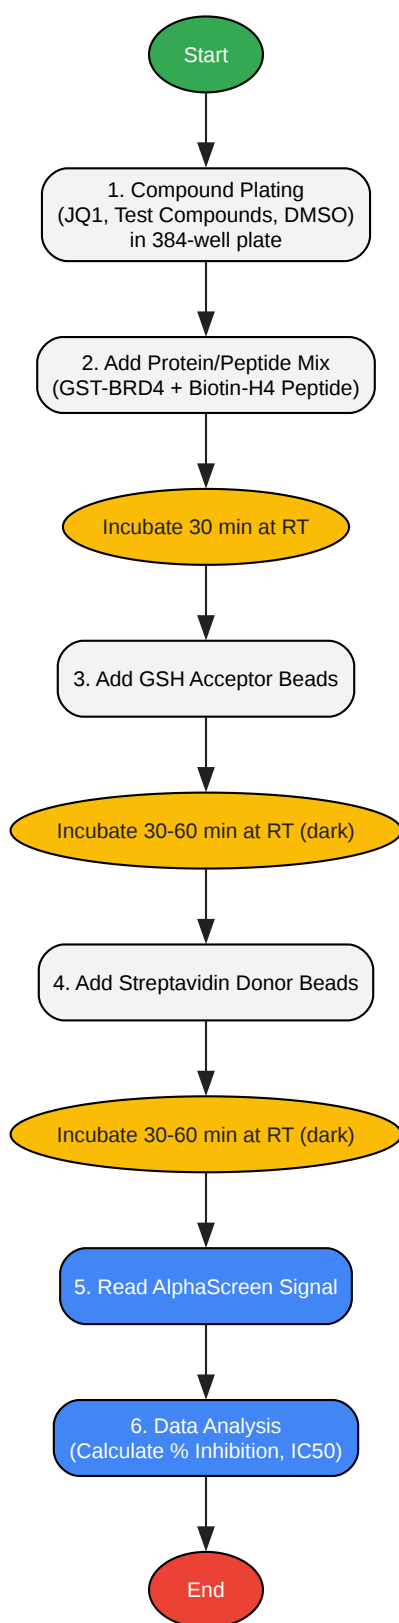 Start
1. Compound Plating
(JQ1, Test Compounds, DMSO)
in 384-well plate
2. Add Protein/Peptide Mix
(GST-BRD4 + Biotin-H4 Peptide)
Incubate 30 min at RT
3. Add GSH Acceptor Beads
Incubate 30-60 min at RT (dark)
4. Add Streptavidin Donor Beads
Incubate 30-60 min at RT (dark)
5. Read AlphaScreen Signal
6. Data Analysis
(Calculate % Inhibition, IC50)
End